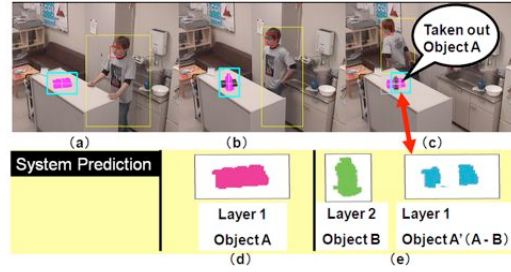 Taken out
Object A
(a)
(b)
(c)
System Prediction
Layer 1
Object A
Layer 2
Object B
Layer 1
Object A'(A - B)
(d)
(e)